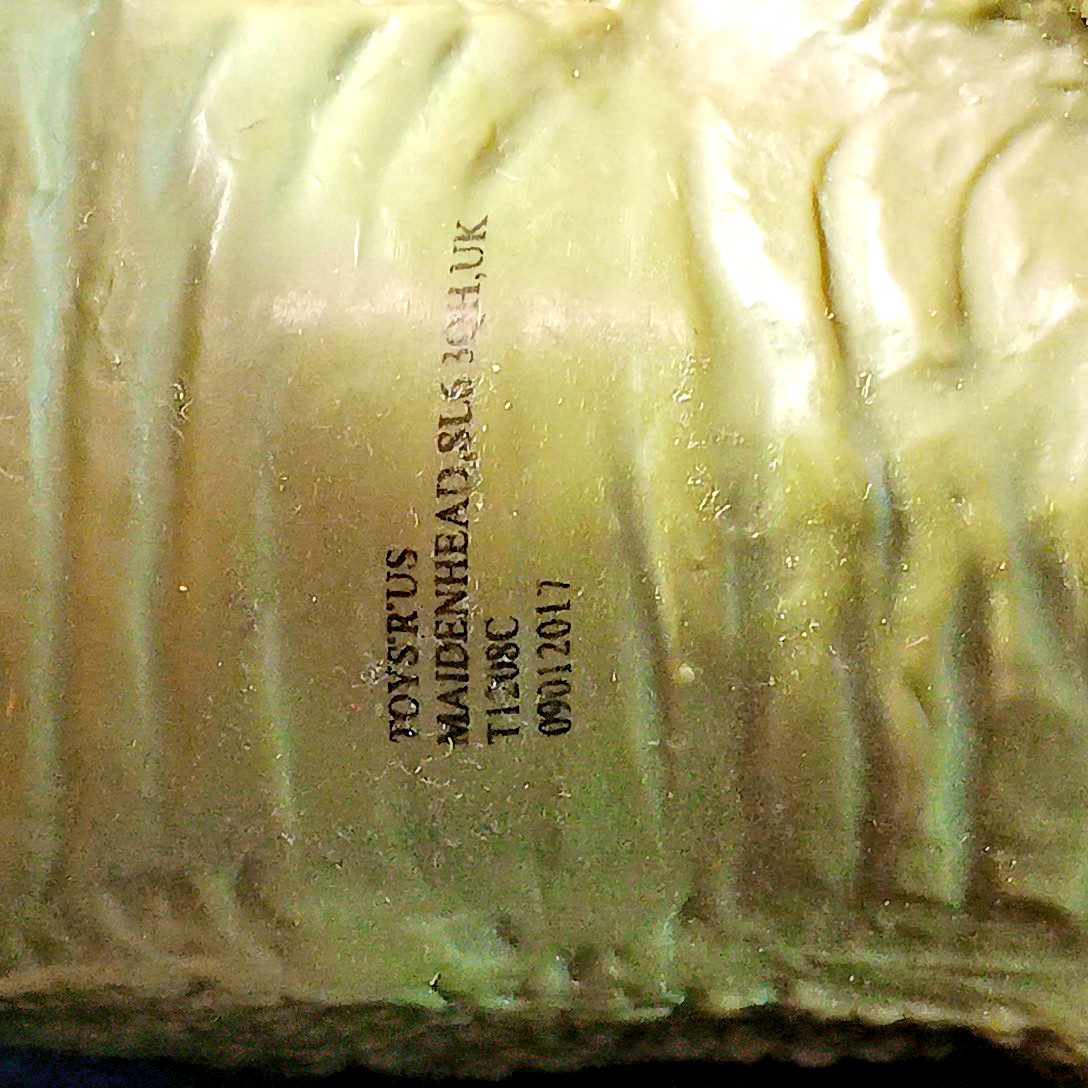 TOYS'R'US
MAIDENHEAD,SL6 3QH,UK
T1208C
09012017